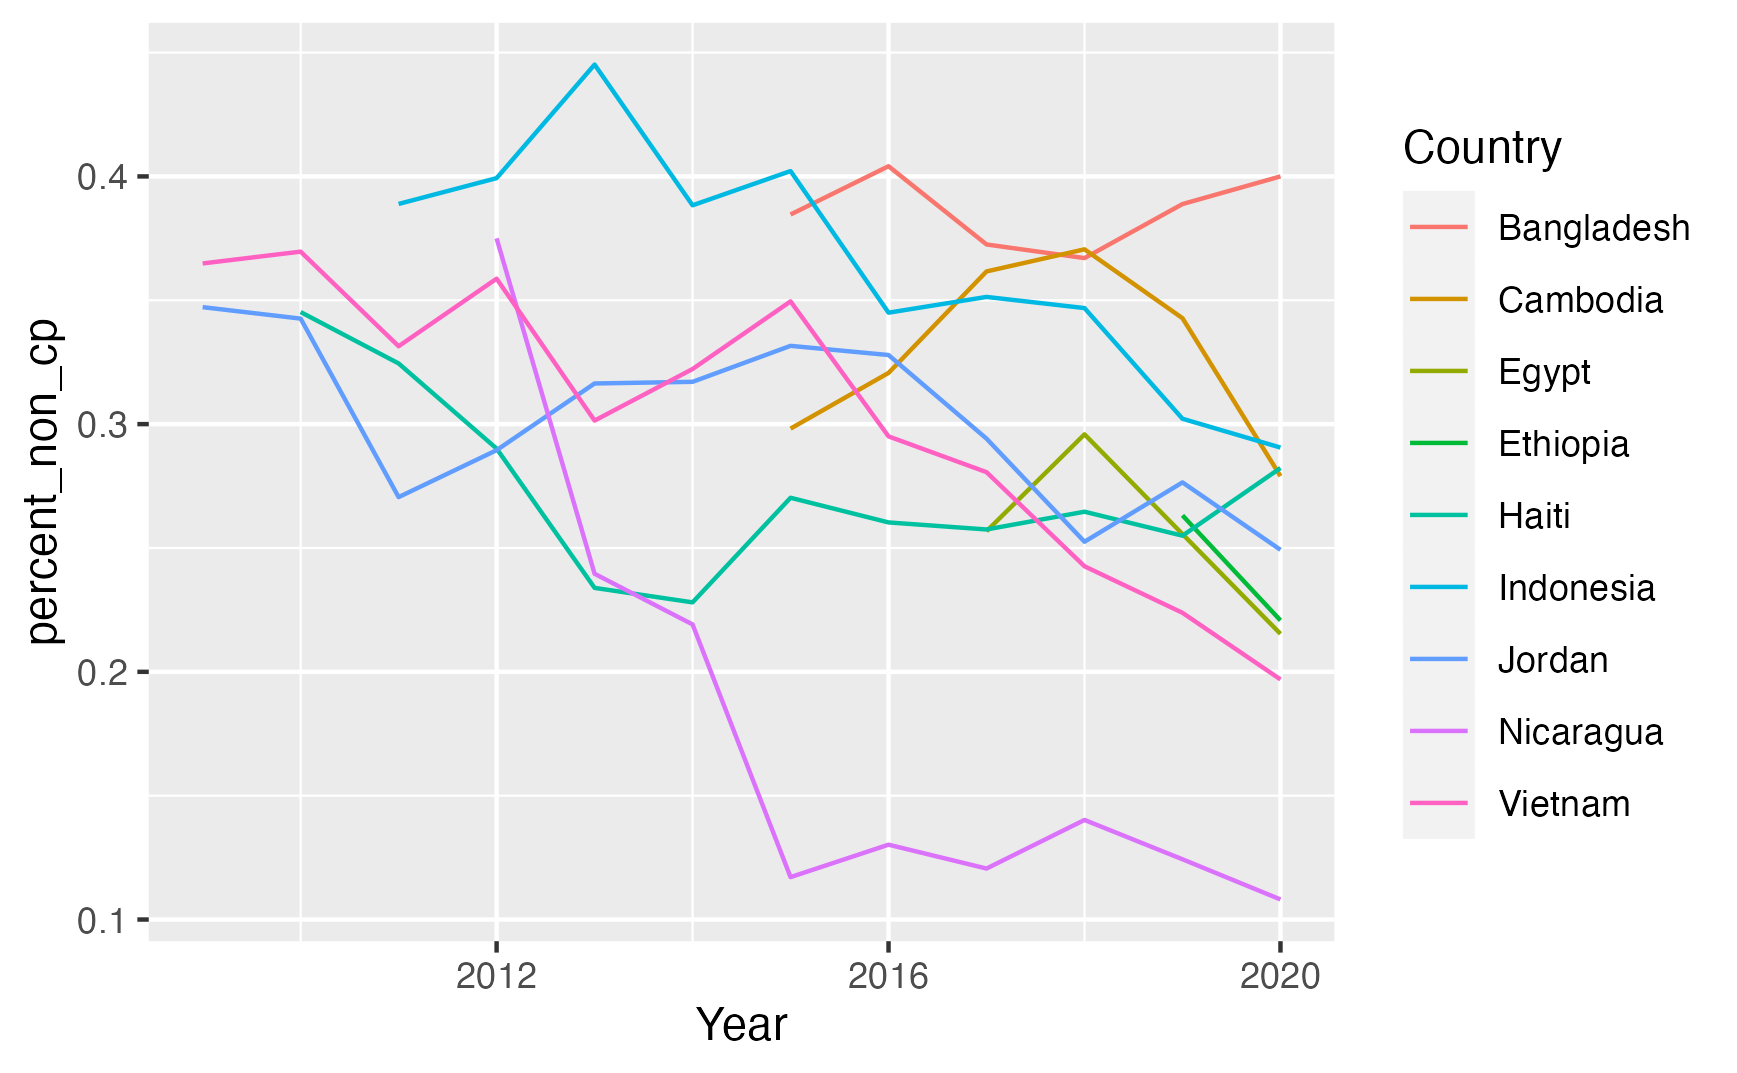 percent_non_cp
0.4
0.3
0.2
0.1
2012
2016
2020
Year
Country
Bangladesh
Cambodia
Egypt
Ethiopia
Haiti
Indonesia
Jordan
Nicaragua
Vietnam